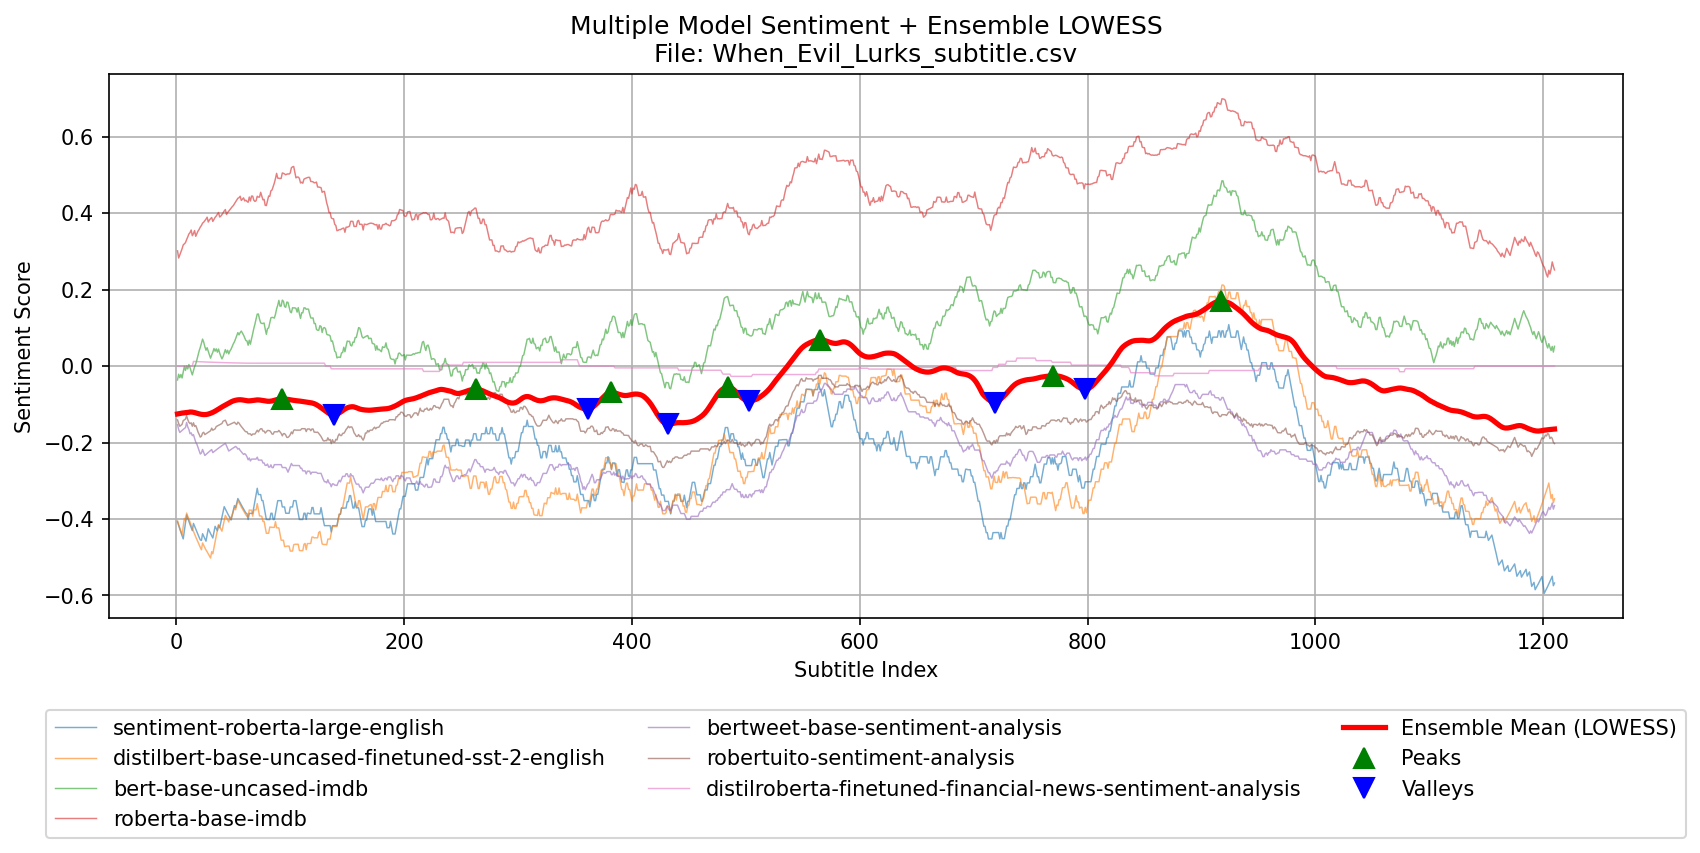 Multiple Model Sentiment + Ensemble LOWESS
File: When_Evil_Lurks_subtitle.csv
Sentiment Score
0.6
0.4
0.2
0.0
−0.2
−0.4
−0.6
0 200 400 600 800 1000 1200
Subtitle Index
sentiment-roberta-large-english
distilbert-base-uncased-finetuned-sst-2-english
bert-base-uncased-imdb
roberta-base-imdb
bertweet-base-sentiment-analysis
robertuito-sentiment-analysis
distilroberta-finetuned-financial-news-sentiment-analysis
Ensemble Mean (LOWESS)
Peaks
Valleys